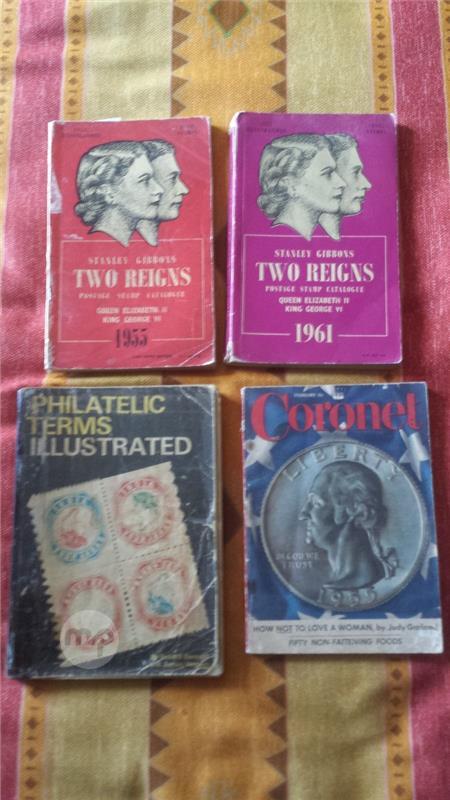 STANLEY GIBBONS
TWO REIGNS
POSTAGE STAMP CATALOGUE
QUEEN ELIZABETH II
KING GEORGE VI
1955
STANLEY GIBBONS
TWO REIGNS
POSTAGE STAMP CATALOGUE
QUEEN ELIZABETH II
KING GEORGE VI
1961
PHILATELIC
TERMS
ILLUSTRATED
Coronet
LIBERTY
IN GOD WE
TRUST
1955
HOW NOT TO LOVE A WOMAN, by Judy Garland
FIFTY NON-FATTENING FOODS